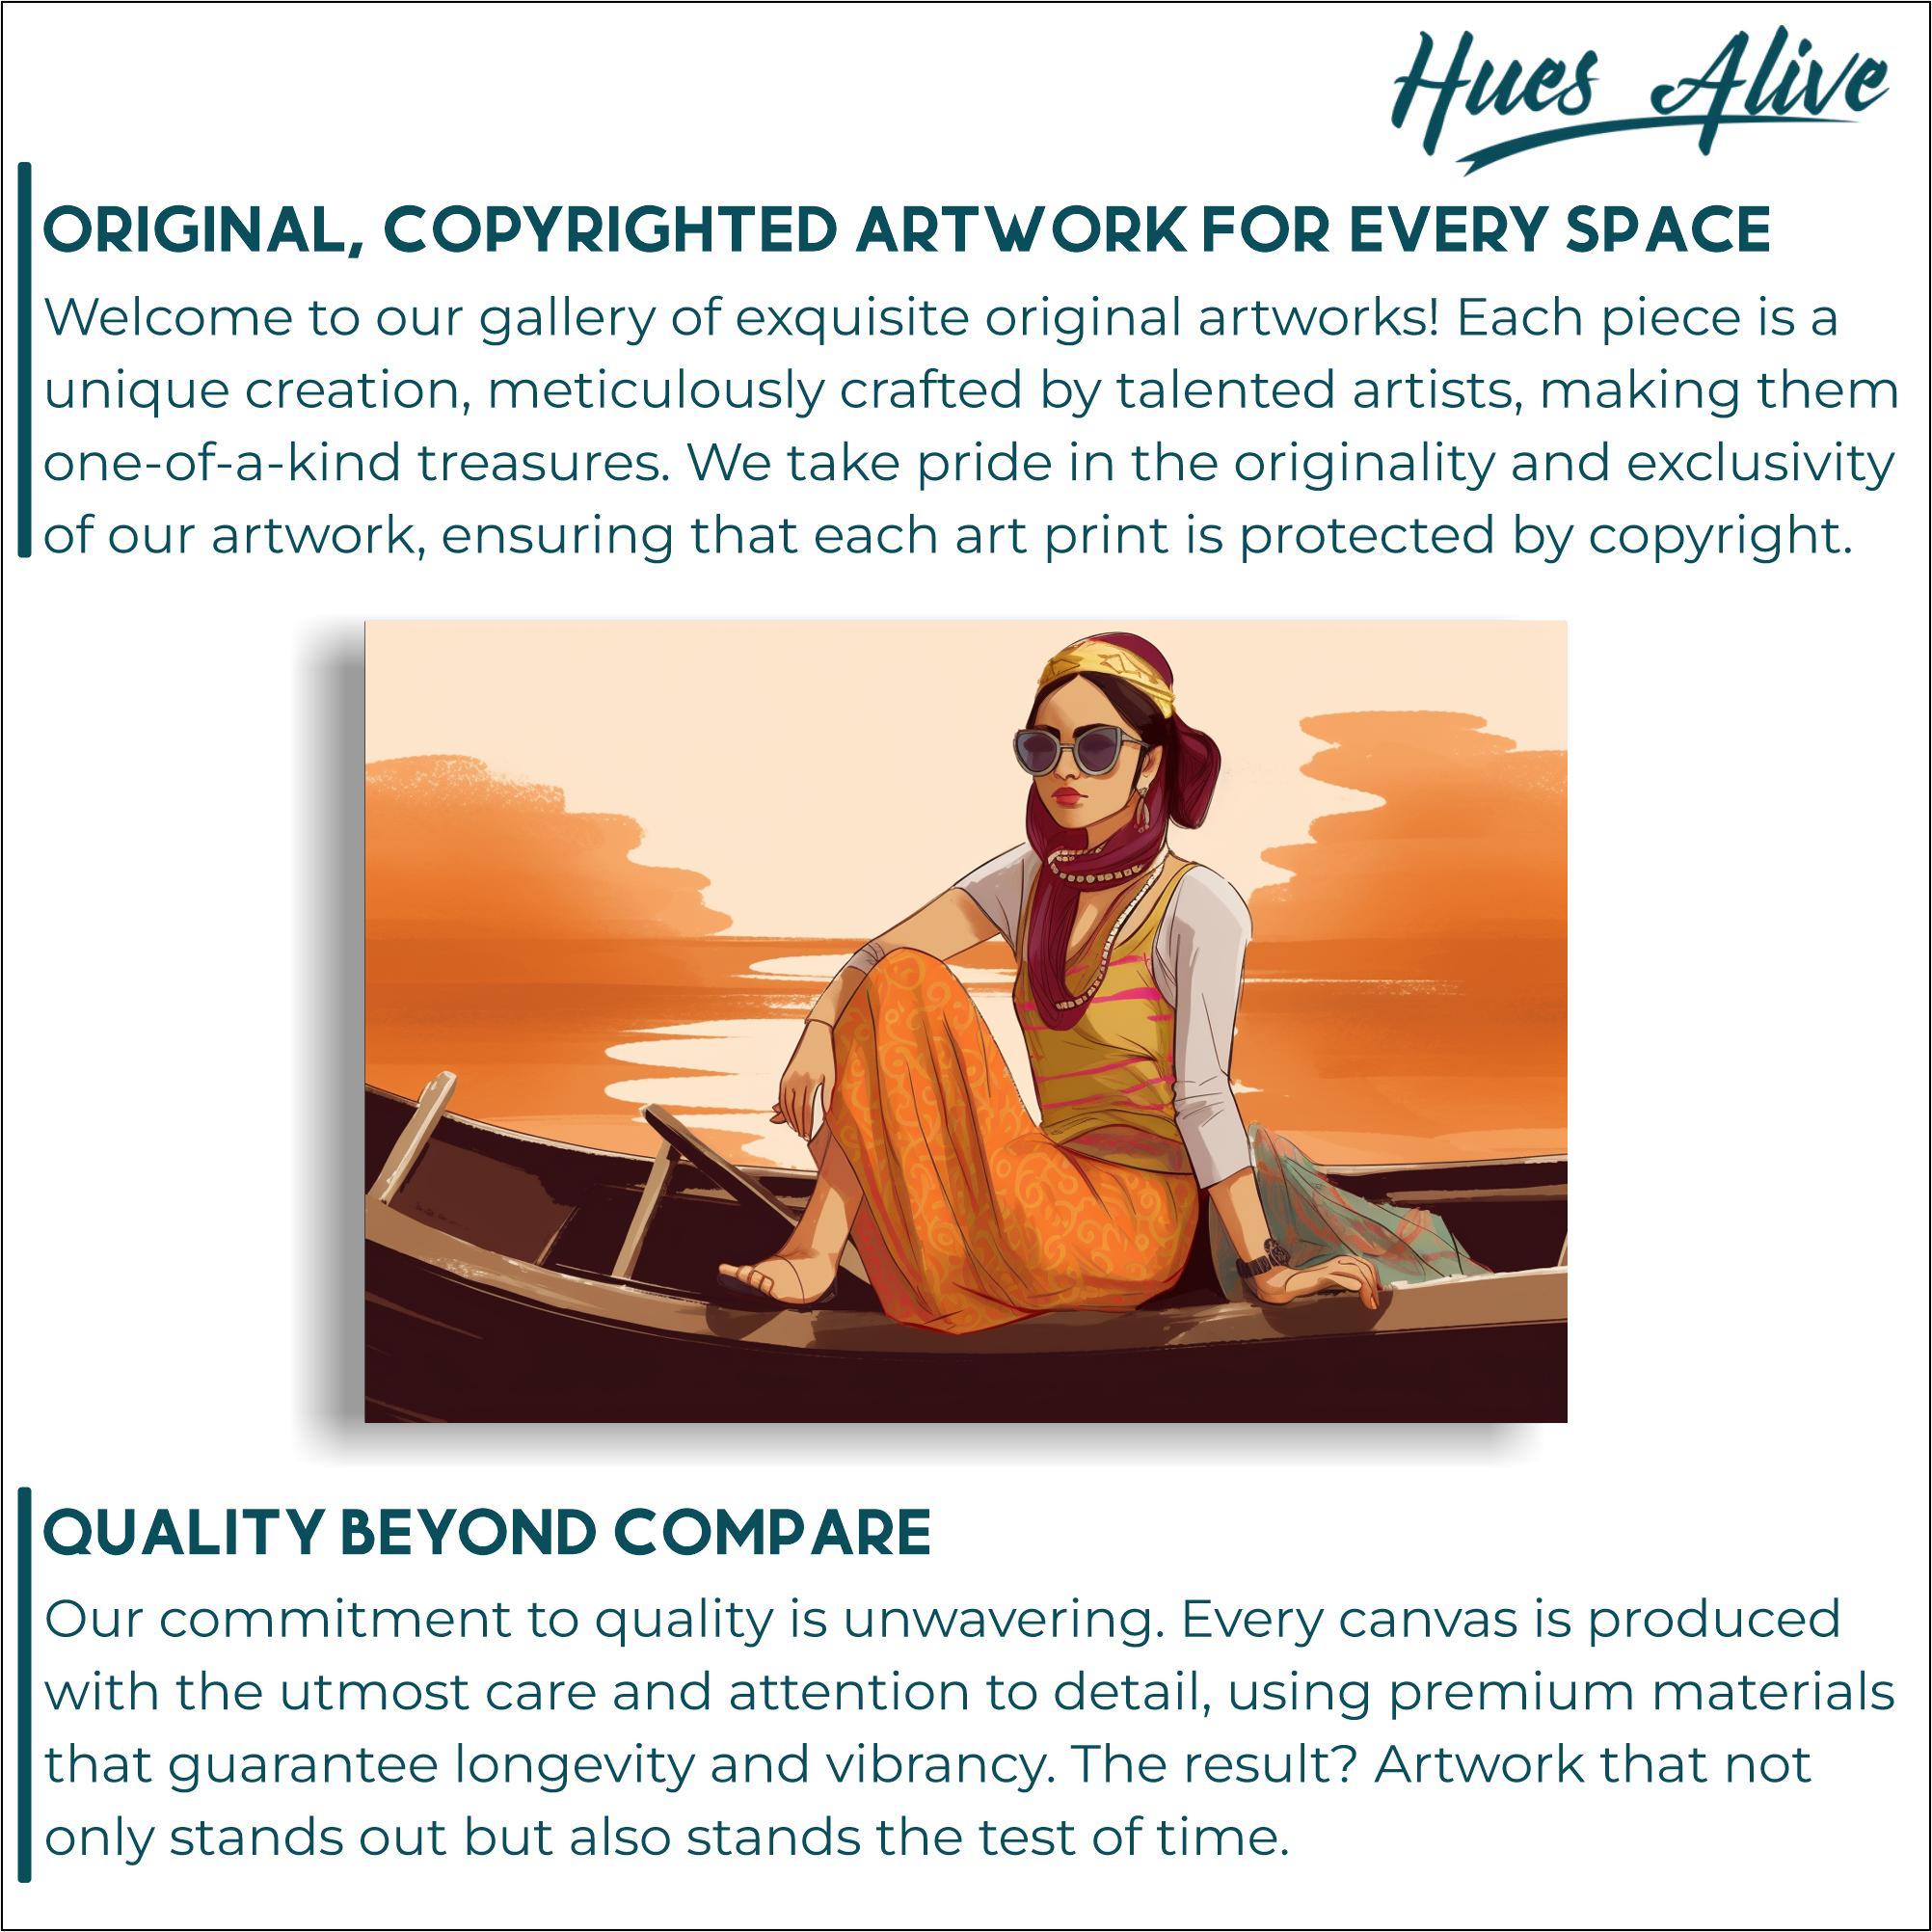 Hues Alive
ORIGINAL, COPYRIGHTED ARTWORK FOR EVERY SPACE
Welcome to our gallery of exquisite original artworks! Each piece is a
unique creation, meticulously crafted by talented artists, making them
one-of-a-kind treasures. We take pride in the originality and exclusivity
of our artwork, ensuring that each art print is protected by copyright.
QUALITY BEYOND COMPARE
Our commitment to quality is unwavering. Every canvas is produced
with the utmost care and attention to detail, using premium materials
that guarantee longevity and vibrancy. The result? Artwork that not
only stands out but also stands the test of time.